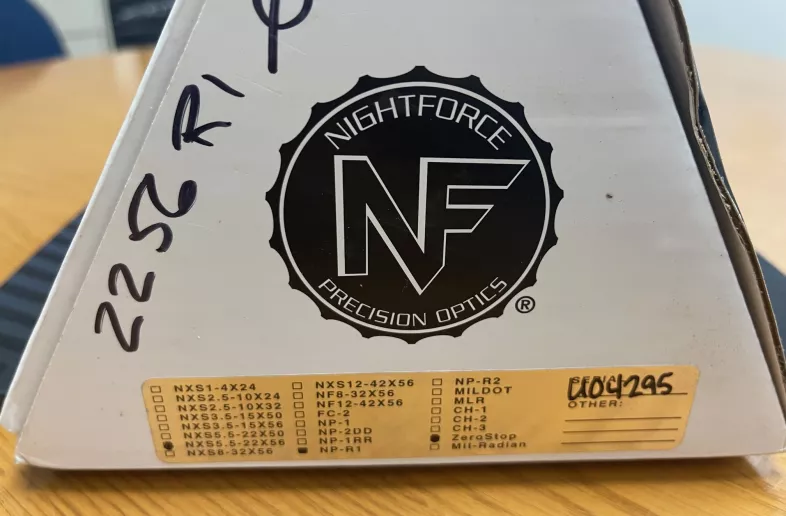 2256 R1
NIGHTFORCE
NF
PRECISION OPTICS®
NXS1-4X24
NXS2.5-10X24
NXS2.5-10X32
NXS3.5-15X50
NXS3.5-15X56
NXS5.5-22X50
NXS5.5-22X56
NXS8-32X56
NXS12-42X56
NF8-32X56
NF12-42X56
FC-2
NP-1
NP-2DD
NP-1RR
NP-R1
NP-R2
MILDOT
MLR
CH-1
CH-2
CH-3
ZeroStop
Mil-Radian
OTHER: